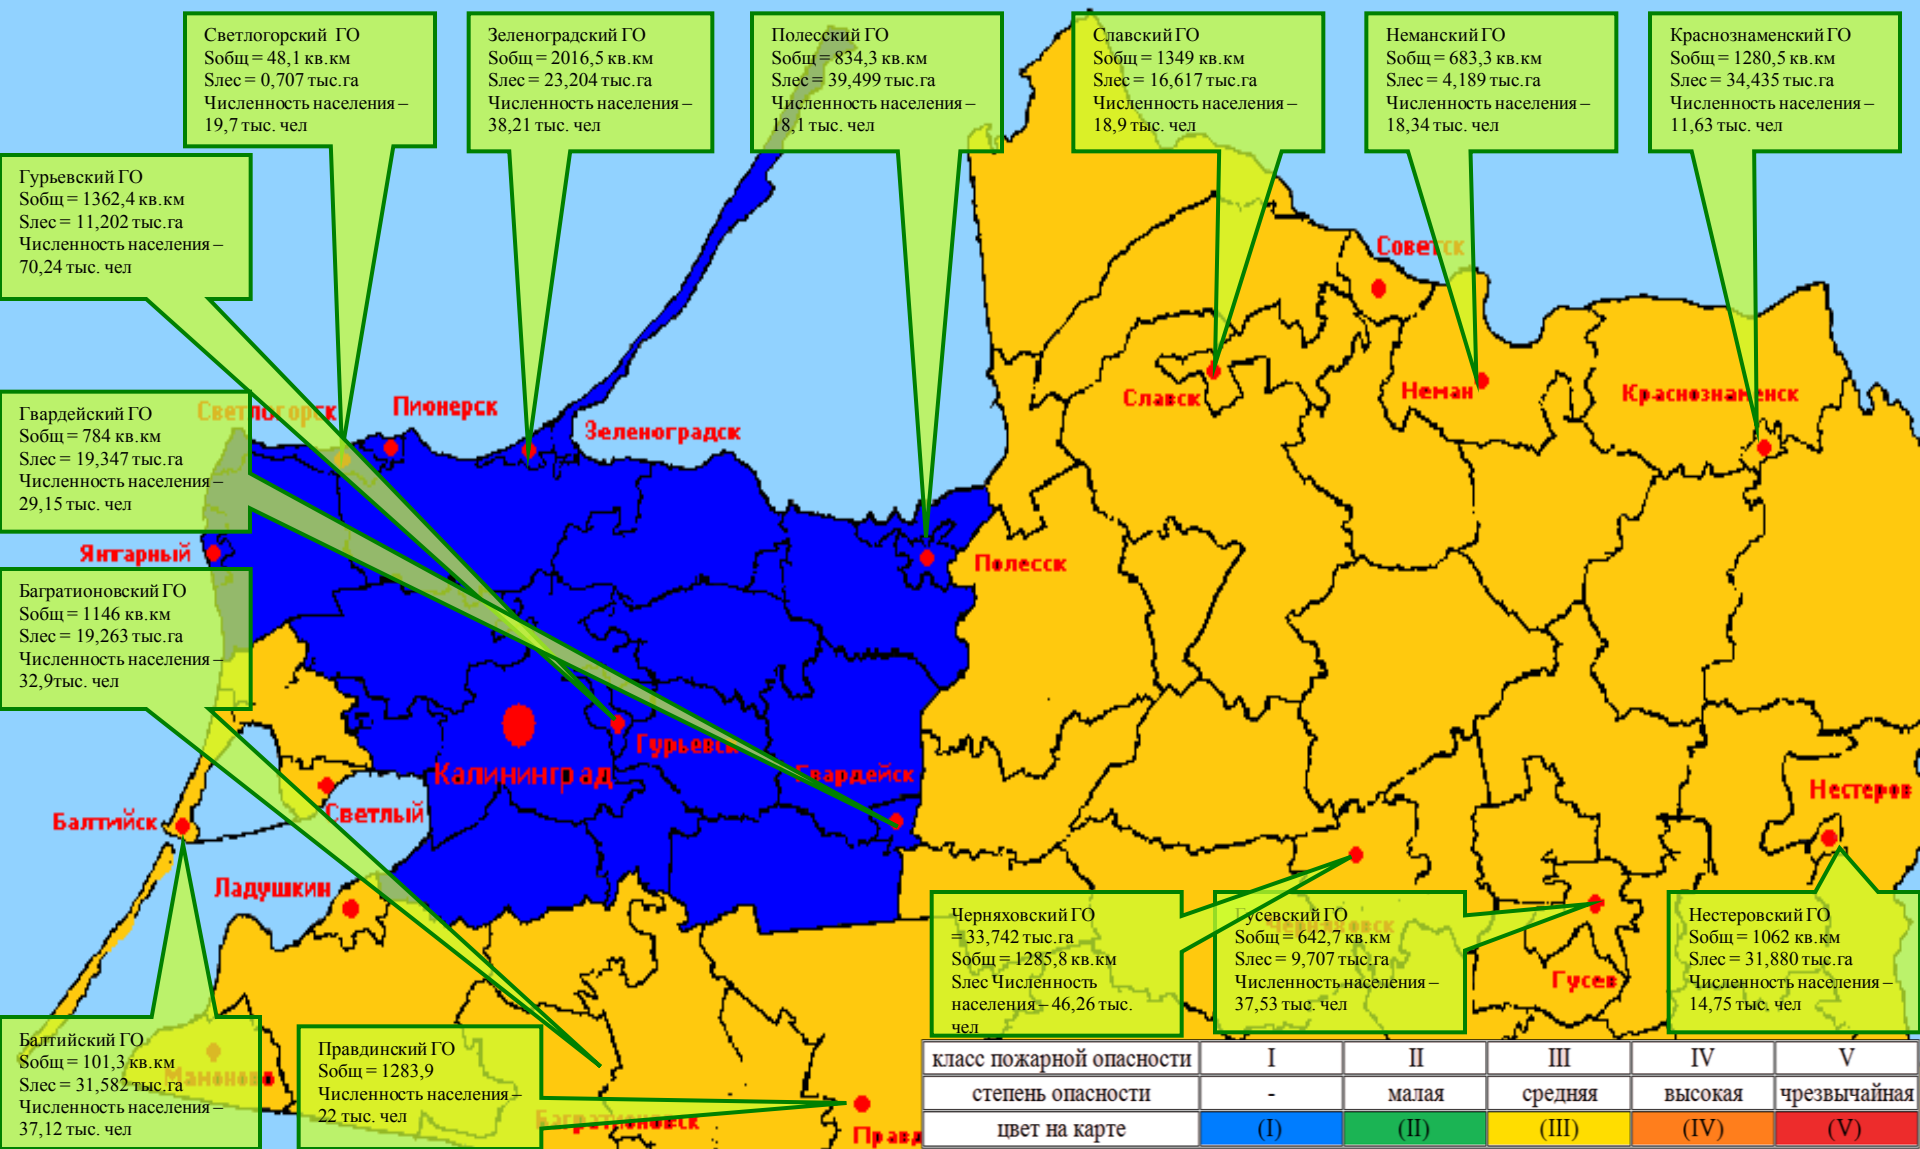 Светлогорский ГО
Sобщ = 48,1 кв.км
Sлес = 0,707 тыс.га
Численность населения –
19,7 тыс. чел
Зеленоградский ГО
Sобщ = 2016,5 кв.км
Sлес = 23,204 тыс.га
Численность населения –
38,21 тыс. чел
Полесский ГО
Sобщ = 834,3 кв.км
Sлес = 39,499 тыс.га
Численность населения –
18,1 тыс. чел
Славский ГО
Sобщ = 1349 кв.км
Sлес = 16,617 тыс.га
Численность населения –
18,9 тыс. чел
Неманский ГО
Sобщ = 683,3 кв.км
Sлес = 4,189 тыс.га
Численность населения –
18,34 тыс. чел
Краснознаменский ГО
Sобщ = 1280,5 кв.км
Sлес = 34,435 тыс.га
Численность населения –
11,63 тыс. чел
Гурьевский ГО
Sобщ = 1362,4 кв.км
Sлес = 11,202 тыс.га
Численность населения –
70,24 тыс. чел
Советск
Гвардейский ГО
Sобщ = 784 кв.км
Sлес = 19,347 тыс.га
Численность населения –
29,15 тыс. чел
Светлогорск
Пионерск
Зеленоградск
Славск
Неман
Краснознаменск
Янтарный
Полесск
Багратионовский ГО
Sобщ = 1146 кв.км
Sлес = 19,263 тыс.га
Численность населения –
32,9тыс. чел
Гурьевск
Калининград
Гвардейск
Нестеров
Балтийск
Светлый
Ладушкин
Черняховский ГО
= 33,742 тыс.га
Sобщ = 1285,8 кв.км
Sлес Численность
населения – 46,26 тыс.
чел
Гусевский ГО
Sобщ = 642,7 кв.км
Sлес = 9,707 тыс.га
Численность населения –
37,53 тыс. чел
Черняховск
Гусев
Нестеровский ГО
Sобщ = 1062 кв.км
Sлес = 31,880 тыс.га
Численность населения –
14,75 тыс. чел
Балтийский ГО
Sобщ = 101,3 кв.км
Sлес = 31,582 тыс.га
Численность населения –
37,12 тыс. чел
Мамоново
Правдинский ГО
Sобщ = 1283,9
Численность населения –
22 тыс. чел
Багратионовск
Правд
класс пожарной опасности I II III IV V
степень опасности - малая средняя высокая чрезвычайная
цвет на карте (I) (II) (III) (IV) (V)